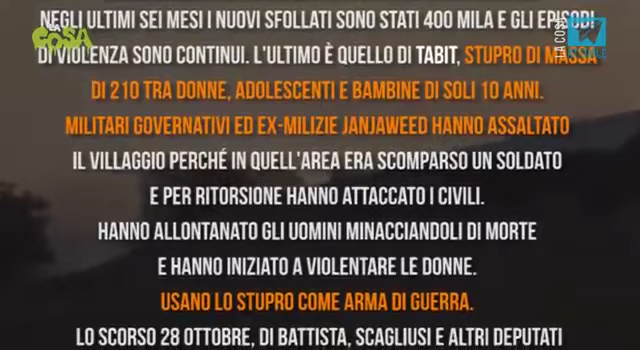 NEGLI ULTIMI SEI MESI I NUOVI SFOLLATI SONO STATI 400 MILA E GLI EPISODI
DI VIOLENZA SONO CONTINUI. L'ULTIMO È QUELLO DI TABIT, STUPRO DI MASSA
DI 210 TRA DONNE, ADOLESCENTI E BAMBINE DI SOLI 10 ANNI.
MILITARI GOVERNATIVI ED EX-MILIZIE JANJAWEED HANNO ASSALTATO
IL VILLAGGIO PERCHÉ IN QUELL'AREA ERA SCOMPARSO UN SOLDATO
E PER RITORSIONE HANNO ATTACCATO I CIVILI.
HANNO ALLONTANATO GLI UOMINI MINACCIANDOLI DI MORTE
E HANNO INIZIATO A VIOLENTARE LE DONNE.
USANO LO STUPRO COME ARMA DI GUERRA.
LO SCORSO 28 OTTOBRE, DI BATTISTA, SCAGLIUSI E ALTRI DEPUTATI
LA COSA
LA COSA